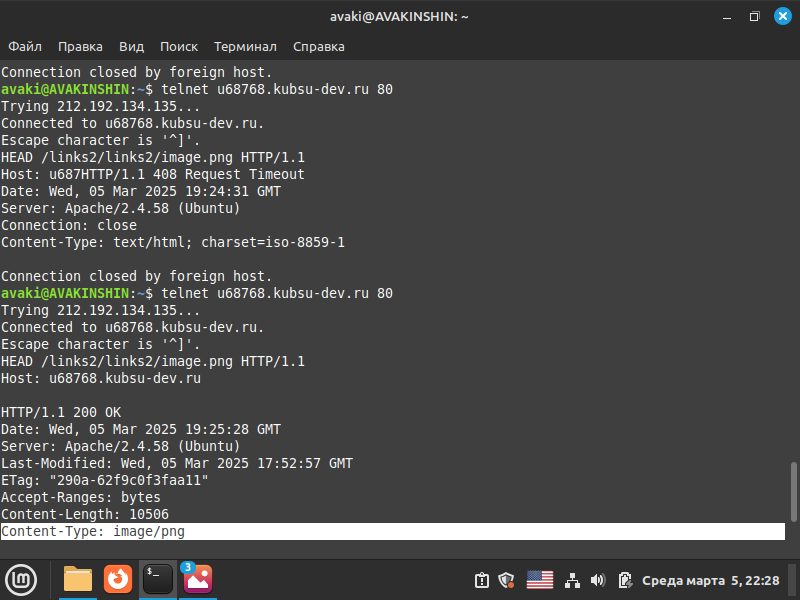 avaki@AVAKINSHIN: ~
Файл Правка Вид Поиск Терминал Справка
Connection closed by foreign host.
avaki@AVAKINSHIN:~$ telnet u68768.kubsu-dev.ru 80
Trying 212.192.134.135...
Connected to u68768.kubsu-dev.ru.
Escape character is '^]'.
HEAD /links2/links2/image.png HTTP/1.1
Host: u687HTTP/1.1 408 Request Timeout
Date: Wed, 05 Mar 2025 19:24:31 GMT
Server: Apache/2.4.58 (Ubuntu)
Connection: close
Content-Type: text/html; charset=iso-8859-1
Connection closed by foreign host.
avaki@AVAKINSHIN:~$ telnet u68768.kubsu-dev.ru 80
Trying 212.192.134.135...
Connected to u68768.kubsu-dev.ru.
Escape character is '^]'.
HEAD /links2/links2/image.png HTTP/1.1
Host: u68768.kubsu-dev.ru
HTTP/1.1 200 OK
Date: Wed, 05 Mar 2025 19:25:28 GMT
Server: Apache/2.4.58 (Ubuntu)
Last-Modified: Wed, 05 Mar 2025 17:52:57 GMT
ETag: "290a-62f9c0f3faa11"
Accept-Ranges: bytes
Content-Length: 10506
Content-Type: image/png
$_ 3 Среда марта 5, 22:28